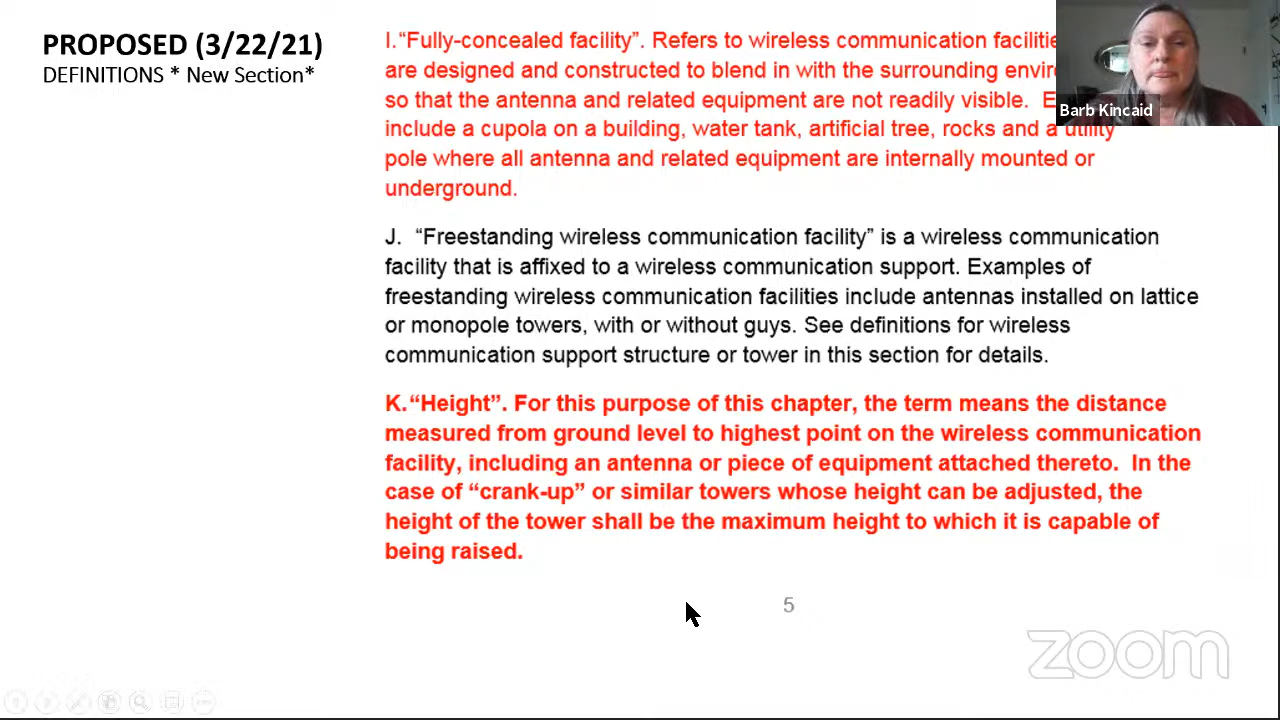 PROPOSED (3/22/21)
DEFINITIONS * New Section*
I.“Fully-concealed facility”. Refers to wireless communication facilities
are designed and constructed to blend in with the surrounding
so that the antenna and related equipment are not readily visible.
include a cupola on a building, water tank, artificial tree, rocks and a utility
pole where all antenna and related equipment are internally mounted or
underground.
J. “Freestanding wireless communication facility” is a wireless communication
facility that is affixed to a wireless communication support. Examples of
freestanding wireless communication facilities include antennas installed on lattice
or monopole towers, with or without guys. See definitions for wireless
communication support structure or tower in this section for details.
K.“Height”. For this purpose of this chapter, the term means the distance
measured from ground level to highest point on the wireless communication
facility, including an antenna or piece of equipment attached thereto. In the
case of “crank-up” or similar towers whose height can be adjusted, the
height of the tower shall be the maximum height to which it is capable of
being raised.
5
Barb Kincaid
zoom